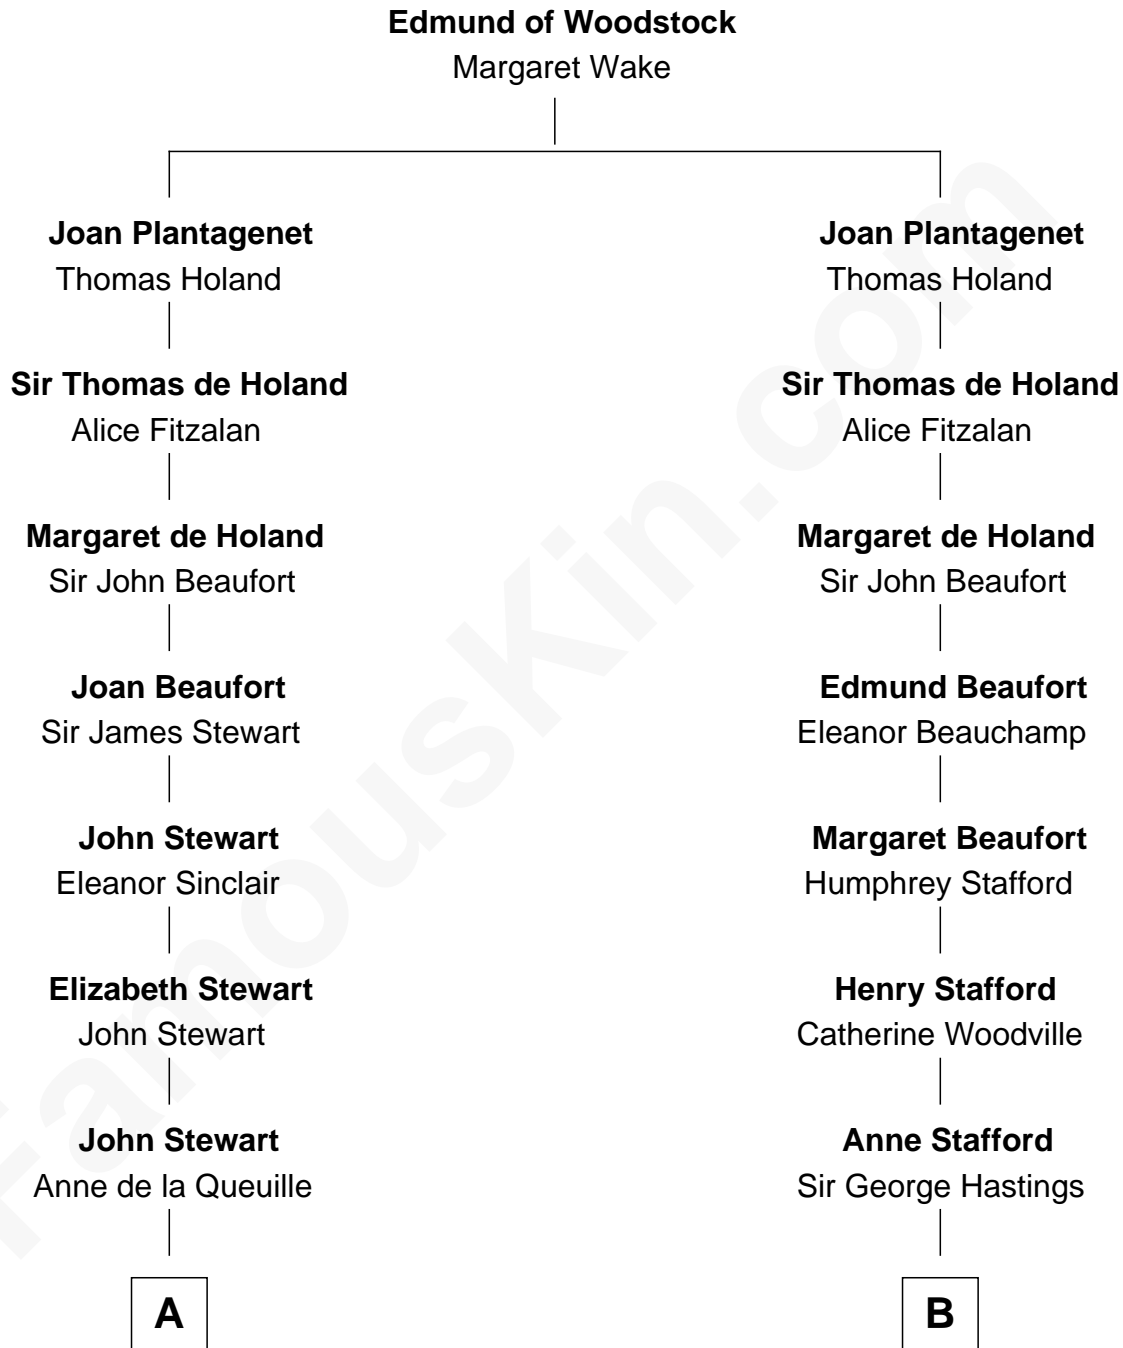 Edmund of Woodstock
Margaret Wake
Joan Plantagenet
Thomas Holand
Sir Thomas de Holand
Alice Fitzalan
Margaret de Holand
Sir John Beaufort
Joan Beaufort
Sir James Stewart
John Stewart
Eleanor Sinclair
Elizabeth Stewart
John Stewart
John Stewart
Anne de la Queuille
A
Joan Plantagenet
Thomas Holand
Sir Thomas de Holand
Alice Fitzalan
Margaret de Holand
Sir John Beaufort
Edmund Beaufort
Eleanor Beauchamp
Margaret Beaufort
Humphrey Stafford
Henry Stafford
Catherine Woodville
Anne Stafford
Sir George Hastings
B
FamousKin.com